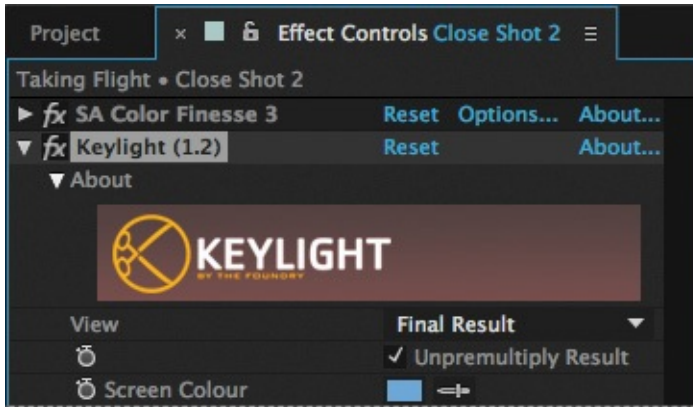 Project × Effect Controls Close Shot 2
Taking Flight • Close Shot 2
fx SA Color Finesse 3 Reset Options... About...
fx Keylight (1.2) Reset About...
About
KEYLIGHT
BY THE FOUNDRY
View Final Result
Unpremultiply Result
Screen Colour